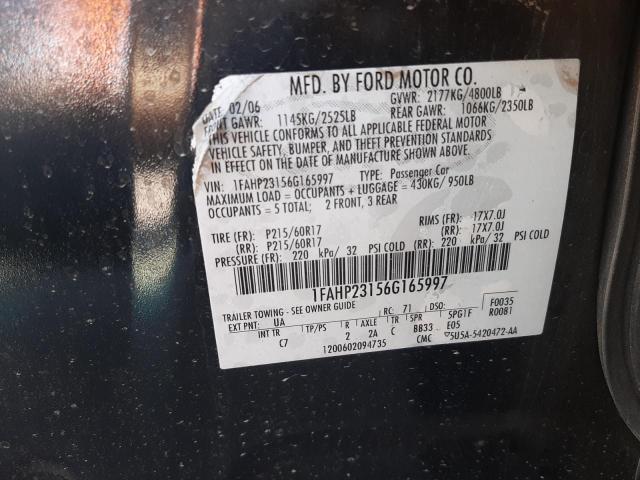 MFD. BY FORD MOTOR CO.
DATE 02/06 GVWR: 2177KG/4800LB
FRONT GAWR: 1145KG/2525LB REAR GAWR: 1066KG/2350LB
THIS VEHICLE CONFORMS TO ALL APPLICABLE FEDERAL MOTOR
VEHICLE SAFETY, BUMPER, AND THEFT PREVENTION STANDARDS
IN EFFECT ON THE DATE OF MANUFACTURE SHOWN ABOVE.
VIN: 1FAHP23156G165997 TYPE: Passenger Car
MAXIMUM LOAD = OCCUPANTS + LUGGAGE = 430KG/ 950LB
OCCUPANTS = 5 TOTAL; 2 FRONT, 3 REAR
TIRE (FR): P215/60R17 RIMS (FR): 17X7.0J
(RR): P215/60R17 (RR): 17X7.0J
PRESSURE (FR): 220 kPa/ 32 PSI COLD (RR): 220 kPa/ 32 PSI COLD
1FAHP23156G165997
TRAILER TOWING - SEE OWNER GUIDE
EXT PNT: UA RC: 71 DSO: F0035
INT TR TP/PS R AXLE TR SPR 5PG1F R0081
C7 2 2A C BB33 E05
1200602094735 CMC 5U5A-5420472-AA